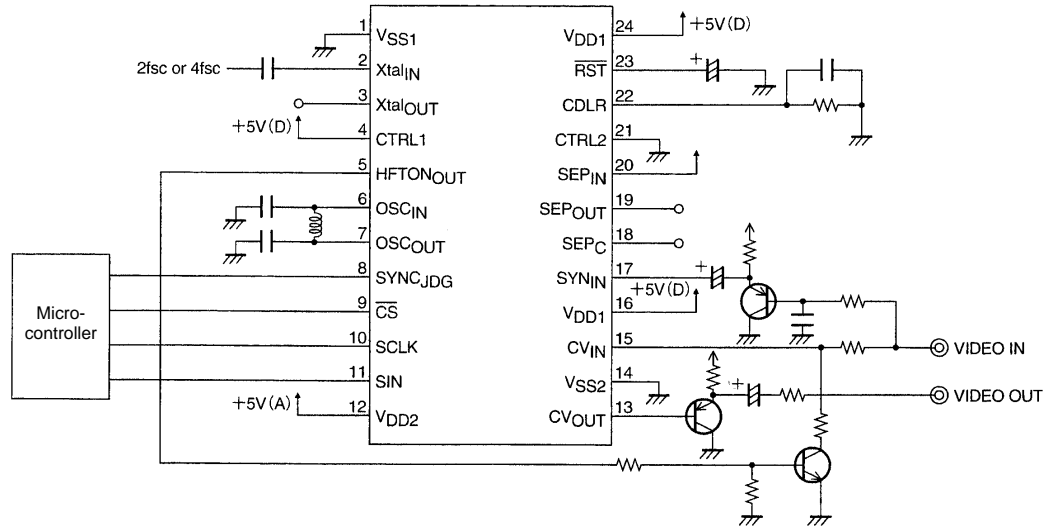 1 VSS1
2fsc or 4fsc 2 XtalIN
3 XtalOUT
+5V(D) 4 CTRL1
5 HFTONOUT
6 OSCIN
7 OSCOUT
8 SYNCJDG
9 CS
10 SCLK
11 SIN
+5V(A) 12 VDD2
Micro-
controller
VDD1 24 +5V(D)
RST 23 +
CDLR 22
CTRL2 21
SEPIN 20
SEPOUT 19
SEPC 18
SYNIN 17 +
+5V(D)
VDD1 16
CVIN 15 VIDEO IN
VSS2 14
CVOUT 13 + VIDEO OUT